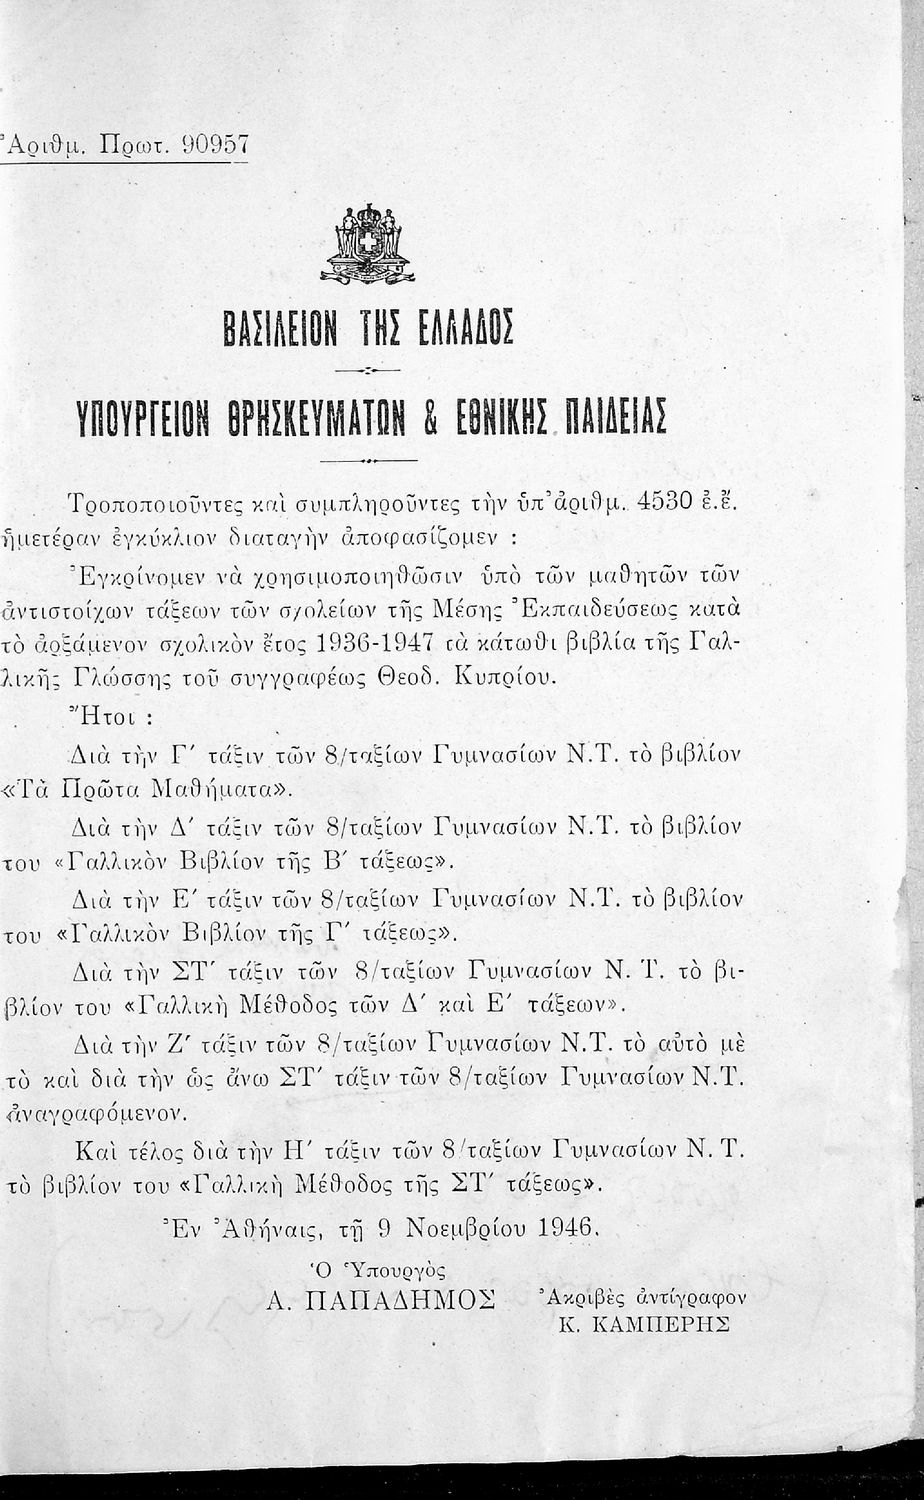 Ἀριθμ. Πρωτ. 90957
ΒΑΣΙΛΕΙΟΝ ΤΗΣ ΕΛΛΑΔΟΣ
ΥΠΟΥΡΓΕΙΟΝ ΘΡΗΣΚΕΥΜΑΤΩΝ & ΕΘΝΙΚΗΣ ΠΑΙΔΕΙΑΣ
Τροποποιοῦντες καὶ συμπληροῦντες τὴν ὑπ' ἀριθμ. 4530 ἐ.ἔ.
ἡμετέραν ἐγκύκλιον διαταγὴν ἀποφασίζομεν :
Ἐγκρίνομεν νὰ χρησιμοποιηθῶσιν ὑπὸ τῶν μαθητῶν τῶν
ἀντιστοίχων τάξεων τῶν σχολείων τῆς Μέσης Ἐκπαιδεύσεως κατὰ
τὸ ἀρξάμενον σχολικὸν ἔτος 1936-1947 τὰ κάτωθι βιβλία τῆς Γαλ-
λικῆς Γλώσσης τοῦ συγγραφέως Θεοδ. Κυπρίου.
Ἤτοι :
Διὰ τὴν Γ′ τάξιν τῶν 8/ταξίων Γυμνασίων Ν.Τ. τὸ βιβλίον
«Τὰ Πρῶτα Μαθήματα».
Διὰ τὴν Δ′ τάξιν τῶν 8/ταξίων Γυμνασίων Ν.Τ. τὸ βιβλίον
του «Γαλλικὸν Βιβλίον τῆς Β′ τάξεως».
Διὰ τὴν Ε′ τάξιν τῶν 8/ταξίων Γυμνασίων Ν.Τ. τὸ βιβλίον
του «Γαλλικὸν Βιβλίον τῆς Γ′ τάξεως».
Διὰ τὴν ΣΤ′ τάξιν τῶν 8/ταξίων Γυμνασίων Ν. Τ. τὸ βι-
βλίον του «Γαλλικὴ Μέθοδος τῶν Δ′ καὶ Ε′ τάξεων».
Διὰ τὴν Ζ′ τάξιν τῶν 8/ταξίων Γυμνασίων Ν.Τ. τὸ αὐτὸ μὲ
τὸ καὶ διὰ τὴν ὡς ἄνω ΣΤ′ τάξιν τῶν 8/ταξίων Γυμνασίων Ν.Τ.
ἀναγραφόμενον.
Καὶ τέλος διὰ τὴν Η′ τάξιν τῶν 8/ταξίων Γυμνασίων Ν. Τ.
τὸ βιβλίον του «Γαλλικὴ Μέθοδος τῆς ΣΤ′ τάξεως».
Ἐν Ἀθήναις, τῇ 9 Νοεμβρίου 1946.
Ὁ Ὑπουργὸς
Α. ΠΑΠΑΔΗΜΟΣ
Ἀκριβὲς ἀντίγραφον
Κ. ΚΑΜΠΕΡΗΣ